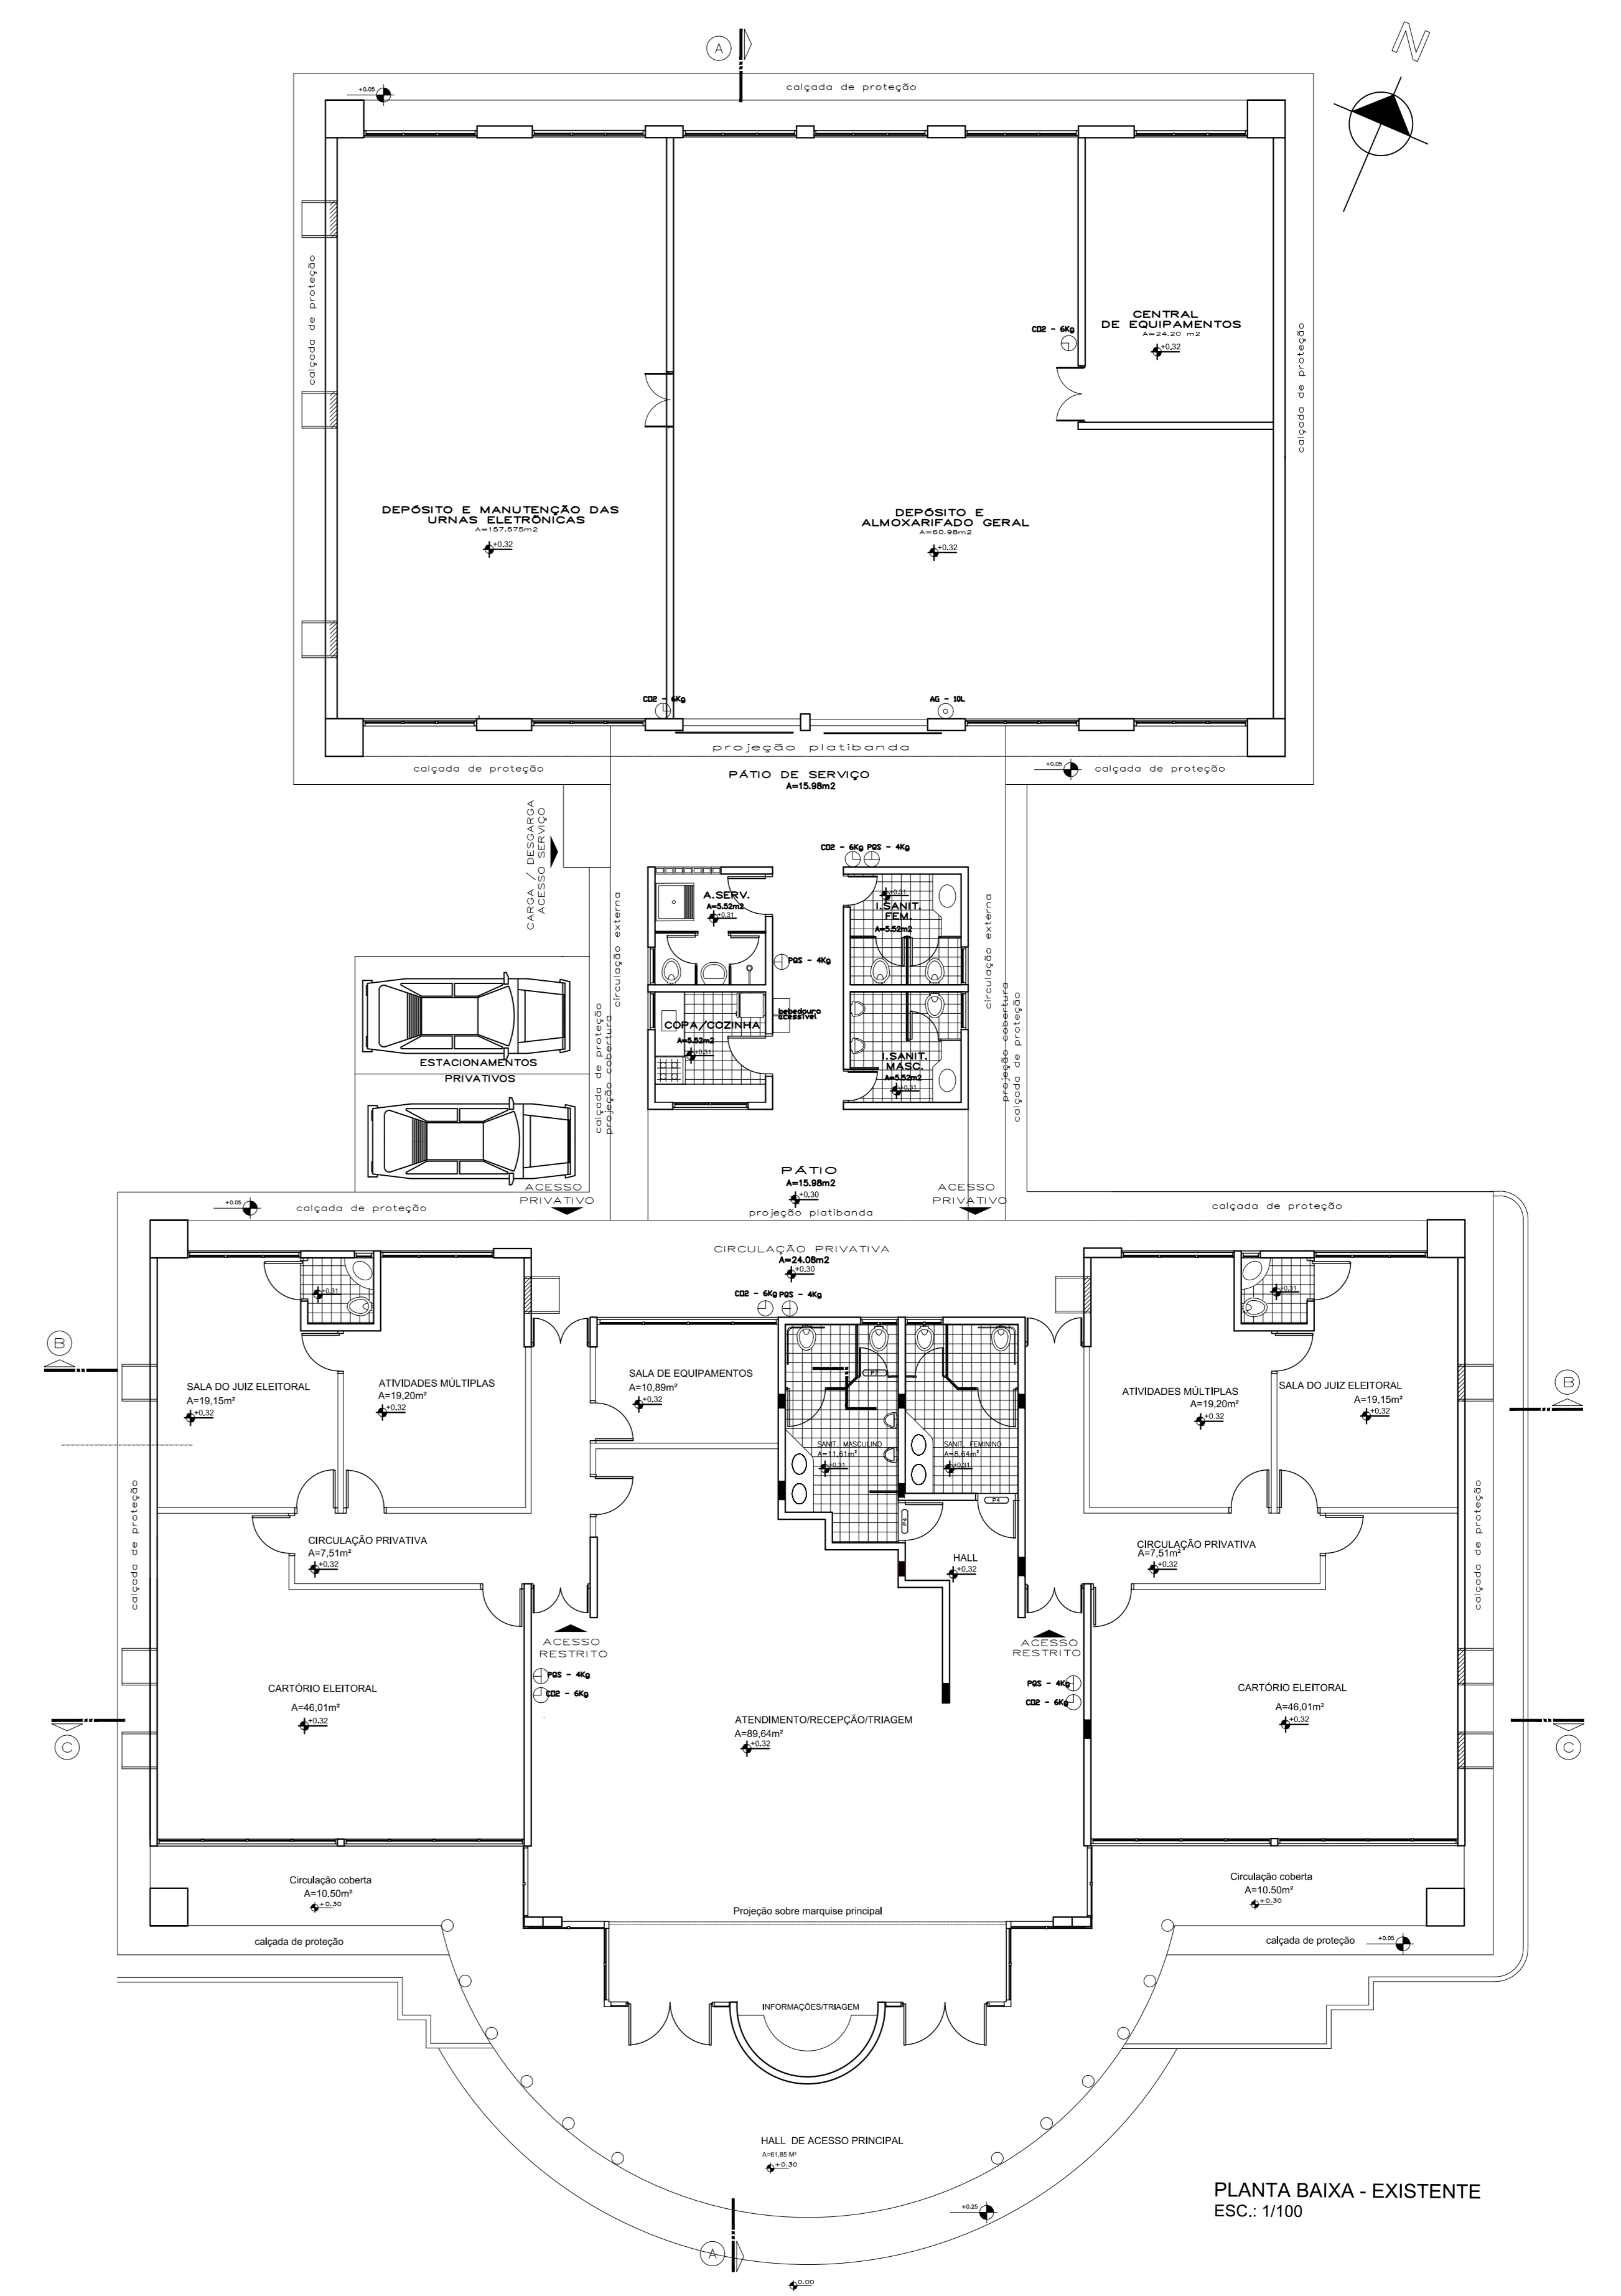 A
N
calçada de proteção
+0.05
calçada de proteção
calçada de proteção
CENTRAL
DE EQUIPAMENTOS
A=24.20 m2
+0.32
CO2 - 6Kg
DEPÓSITO E MANUTENÇÃO DAS
URNAS ELETRÔNICAS
A=157.575m2
+0.32
DEPÓSITO E
ALMOXARIFADO GERAL
A=60.98m2
+0.32
CO2 - 6Kg
AG - 10L
projeção platibanda
calçada de proteção
+0.05
calçada de proteção
PÁTIO DE SERVIÇO
A=15.98m2
CARGA / DESGARGA
ACESSO SERVIÇO
CO2 - 6Kg
PQS - 4Kg
A.SERV.
A=5.52m2
+0.31
+0.31
I.SANIT.
FEM.
A=5.52m2
circulação externa
circulação externa
PQS - 4Kg
bebedouro
acessível
COPA/COZINHA
A=5.52m2
+0.31
I.SANIT.
MASC.
A=5.52m2
+0.31
ESTACIONAMENTOS
PRIVATIVOS
calçada de proteção
projeção cobertura
projeção cobertura
calçada de proteção
PÁTIO
A=15.98m2
+0.30
projeção platibanda
ACESSO
PRIVATIVO
ACESSO
PRIVATIVO
+0.05
calçada de proteção
calçada de proteção
CIRCULAÇÃO PRIVATIVA
A=24.08m2
+0.30
CO2 - 6Kg
PQS - 4Kg
+0.31
+0.31
B
B
SALA DO JUIZ ELEITORAL
A=19,15m²
+0.32
ATIVIDADES MÚLTIPLAS
A=19,20m²
+0.32
SALA DE EQUIPAMENTOS
A=10,89m²
+0.32
P1
SANIT. MASCULINO
A=11.61m²
+0.31
SANIT. FEMININO
A=8.64m²
+0.31
ATIVIDADES MÚLTIPLAS
A=19,20m²
+0.32
SALA DO JUIZ ELEITORAL
A=19,15m²
+0.32
P4
P4
calçada de proteção
calçada de proteção
CIRCULAÇÃO PRIVATIVA
A=7,51m²
+0.32
HALL
+0.32
CIRCULAÇÃO PRIVATIVA
A=7,51m²
+0.32
ACESSO
RESTRITO
ACESSO
RESTRITO
PQS - 4Kg
CO2 - 6Kg
PQS - 4Kg
CO2 - 6Kg
CARTÓRIO ELEITORAL
A=46,01m²
+0.32
ATENDIMENTO/RECEPÇÃO/TRIAGEM
A=89,64m²
+0.32
CARTÓRIO ELEITORAL
A=46,01m²
+0.32
C
C
Circulação coberta
A=10.50m²
+0.30
Circulação coberta
A=10.50m²
+0.30
Projeção sobre marquise principal
calçada de proteção
calçada de proteção
+0.05
INFORMAÇÕES/TRIAGEM
HALL DE ACESSO PRINCIPAL
A=61,85 M²
+0.30
+0.25
A
0.00
PLANTA BAIXA - EXISTENTE
ESC.: 1/100